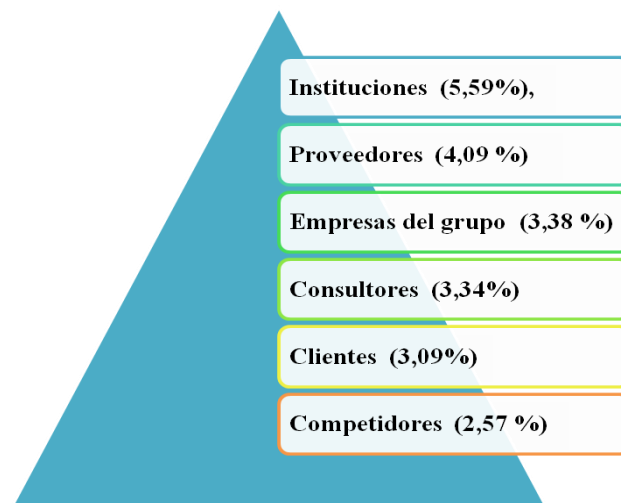 Instituciones (5,59%),
Proveedores (4,09 %)
Empresas del grupo (3,38 %)
Consultores (3,34%)
Clientes (3,09%)
Competidores (2,57 %)